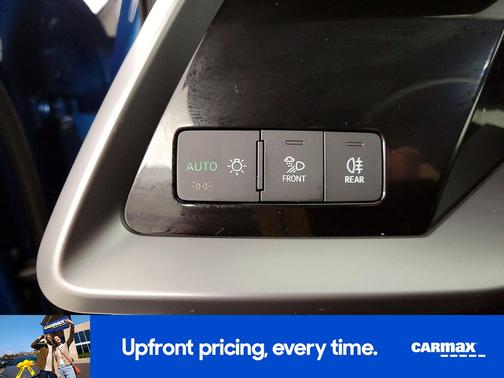 AUTO
FRONT
REAR
Upfront pricing, every time.
CARMAX